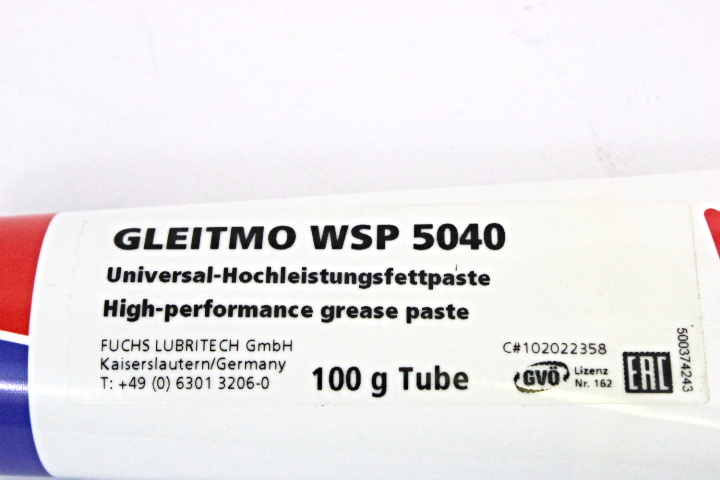 GLEITMO WSP 5040
Universal-Hochleistungsfettpaste
High-performance grease paste
FUCHS LUBRITECH GmbH
Kaiserslautern/Germany
T: +49 (0) 6301 3206-0
100 g Tube
C#102022358
GVÖ Lizenz
Nr. 162
EAC
500374243